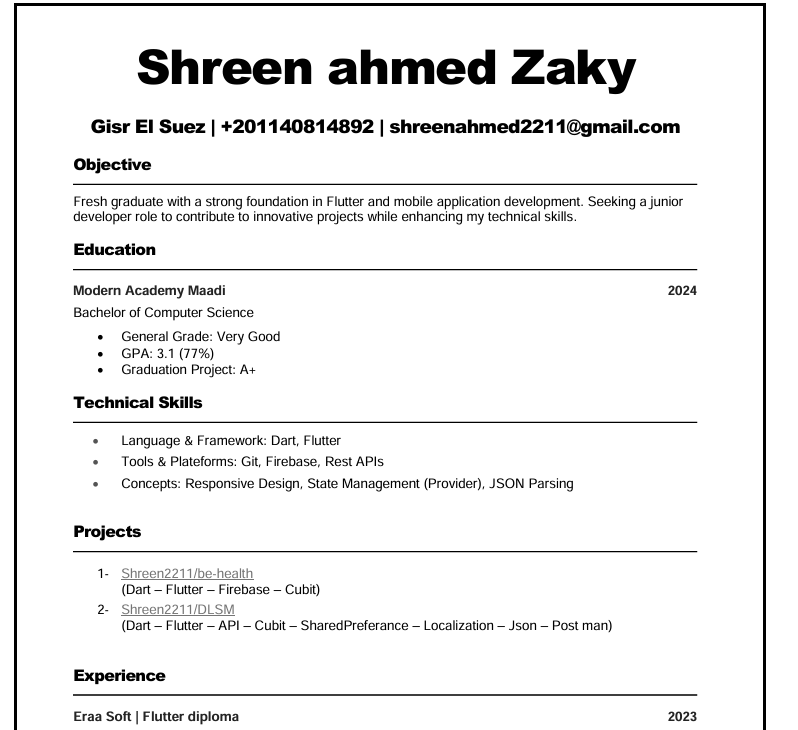 Shreen ahmed Zaky
Gisr El Suez | +201140814892 | shreenahmed2211@gmail.com
Objective
Fresh graduate with a strong foundation in Flutter and mobile application development. Seeking a junior
developer role to contribute to innovative projects while enhancing my technical skills.
Education
Modern Academy Maadi 2024
Bachelor of Computer Science
• General Grade: Very Good
• GPA: 3.1 (77%)
• Graduation Project: A+
Technical Skills
• Language & Framework: Dart, Flutter
• Tools & Plateforms: Git, Firebase, Rest APIs
• Concepts: Responsive Design, State Management (Provider), JSON Parsing
Projects
1- Shreen2211/be-health
(Dart – Flutter – Firebase – Cubit)
2- Shreen2211/DLSM
(Dart – Flutter – API – Cubit – SharedPreferance – Localization – Json – Post man)
Experience
Eraa Soft | Flutter diploma 2023